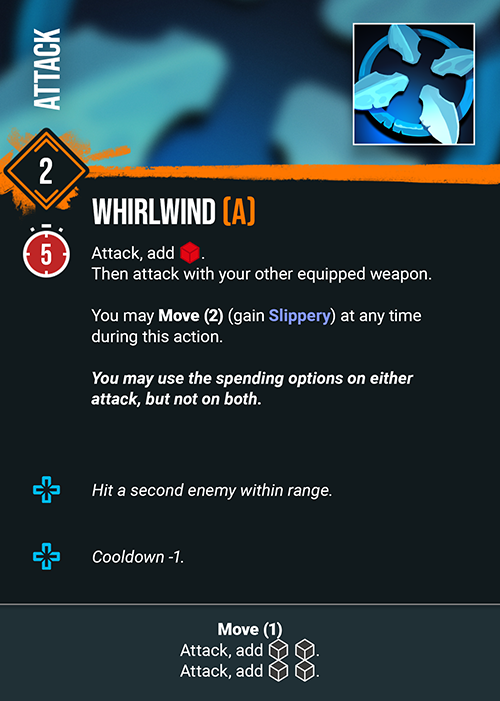 ATTACK
2
WHIRLWIND (A)
5
Attack, add .
Then attack with your other equipped weapon.
You may Move (2) (gain Slippery) at any time
during this action.
You may use the spending options on either
attack, but not on both.
Hit a second enemy within range.
Cooldown -1.
Move (1)
Attack, add .
Attack, add .